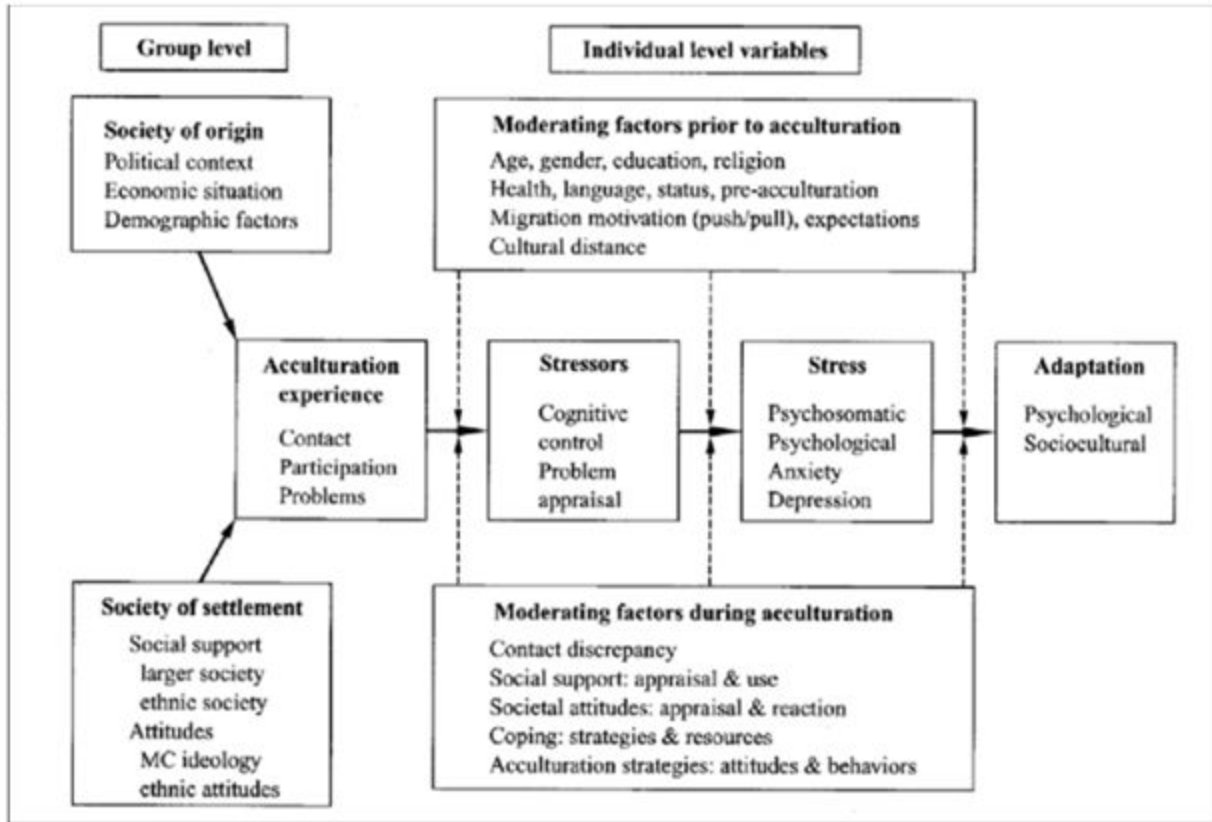 Group level
Individual level variables
Society of origin
Political context
Economic situation
Demographic factors
Moderating factors prior to acculturation
Age, gender, education, religion
Health, language, status, pre-acculturation
Migration motivation (push/pull), expectations
Cultural distance
Acculturation
experience
Contact
Participation
Problems
Stressors
Cognitive
control
Problem
appraisal
Stress
Psychosomatic
Psychological
Anxiety
Depression
Adaptation
Psychological
Sociocultural
Society of settlement
Social support
larger society
ethnic society
Attitudes
MC ideology
ethnic attitudes
Moderating factors during acculturation
Contact discrepancy
Social support: appraisal & use
Societal attitudes: appraisal & reaction
Coping: strategies & resources
Acculturation strategies: attitudes & behaviors